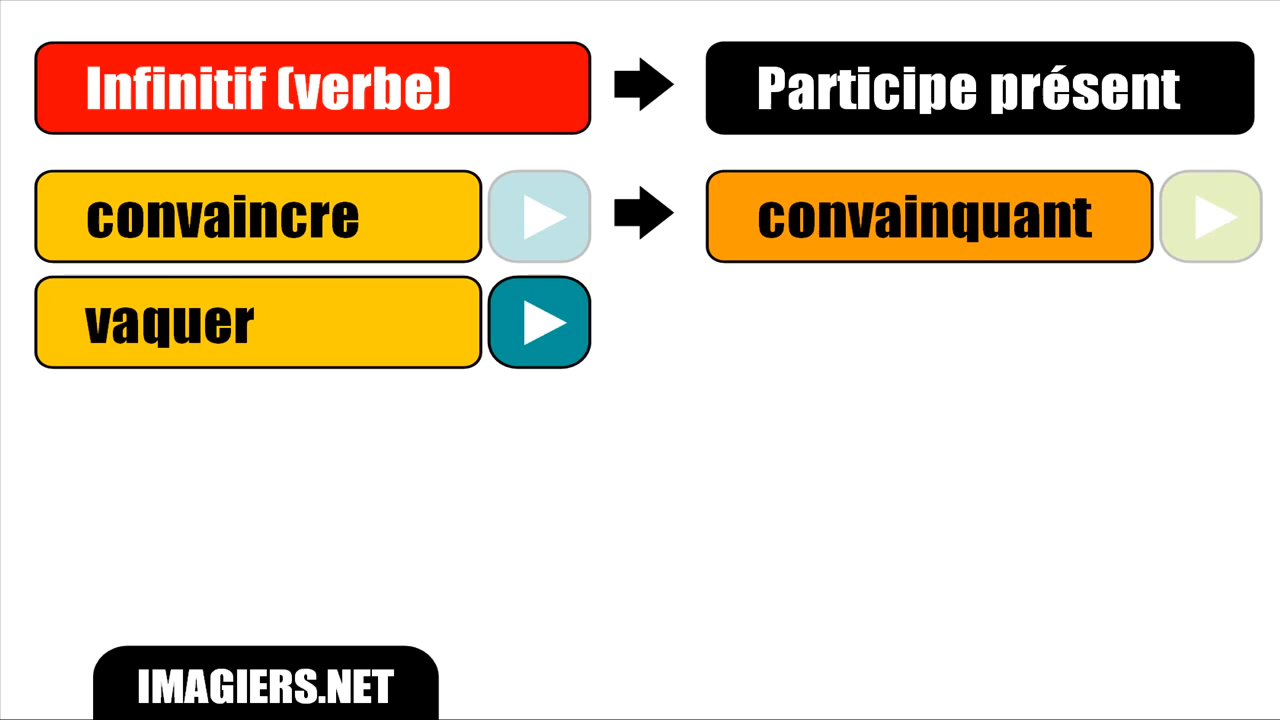 Infinitif (verbe)
Participe présent
convaincre
convainquant
vaquer
IMAGIERS.NET